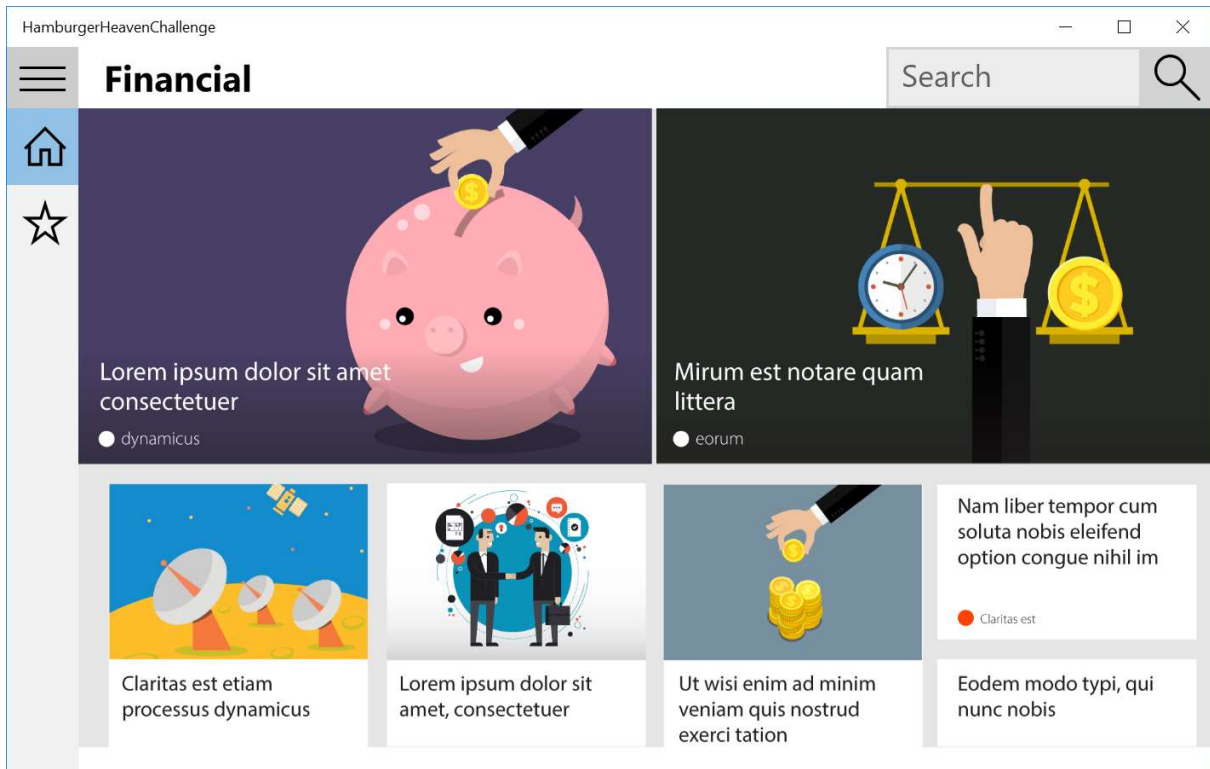 HamburgerHeavenChallenge
Financial
Search
Lorem ipsum dolor sit amet
consectetuer
dynamicus
Mirum est notare quam
littera
eorum
Claritas est etiam
processus dynamicus
Lorem ipsum dolor sit
amet, consectetuer
Ut wisi enim ad minim
veniam quis nostrud
exerci tation
Nam liber tempor cum
soluta nobis eleifend
option congue nihil im
Claritas est
Eodem modo typi, qui
nunc nobis